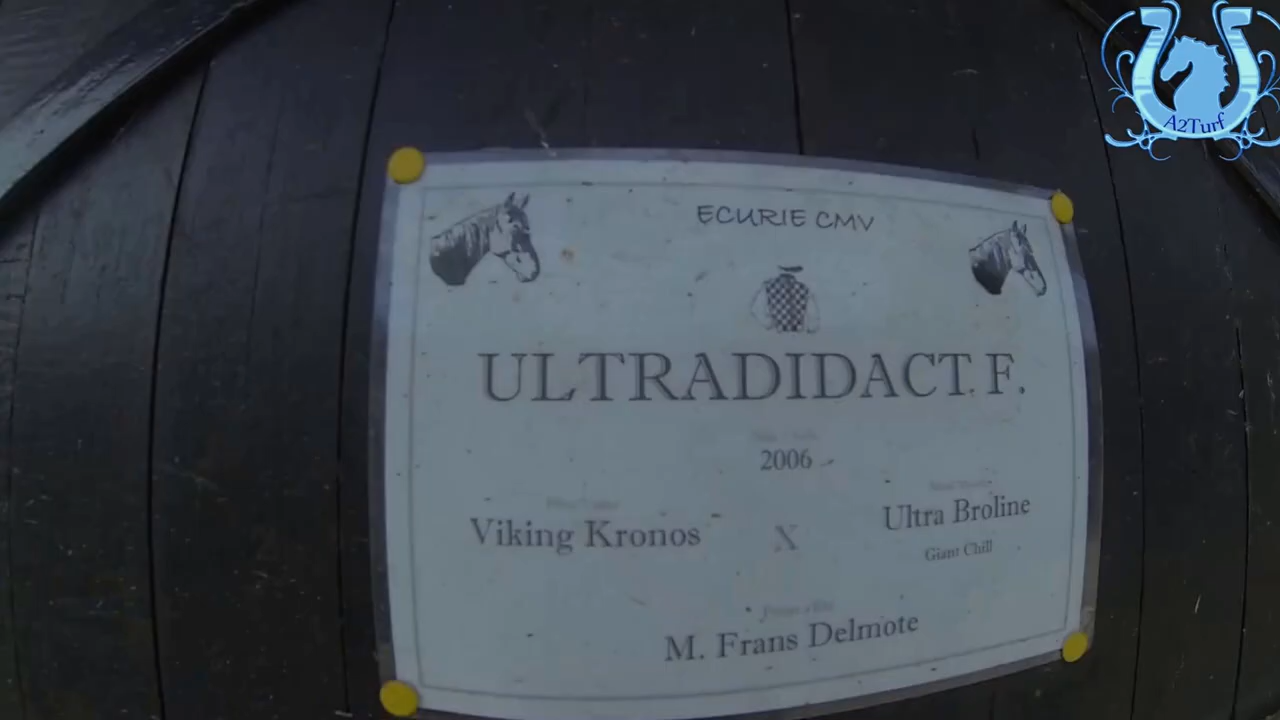 A2Turf
ECURIE CMV
ULTRADIDACT F.
2006
Viking Kronos
X
Ultra Broline
Giant Chill
M. Frans Delmote